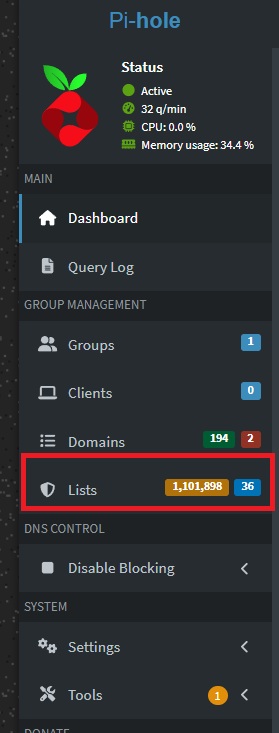 Pi-hole
Status
Active
32 q/min
CPU: 0.0 %
Memory usage: 34.4 %
MAIN
Dashboard
Query Log
GROUP MANAGEMENT
Groups 1
Clients 0
Domains 194 2
Lists 1,101,898 36
DNS CONTROL
Disable Blocking
SYSTEM
Settings
Tools 1
DONATE